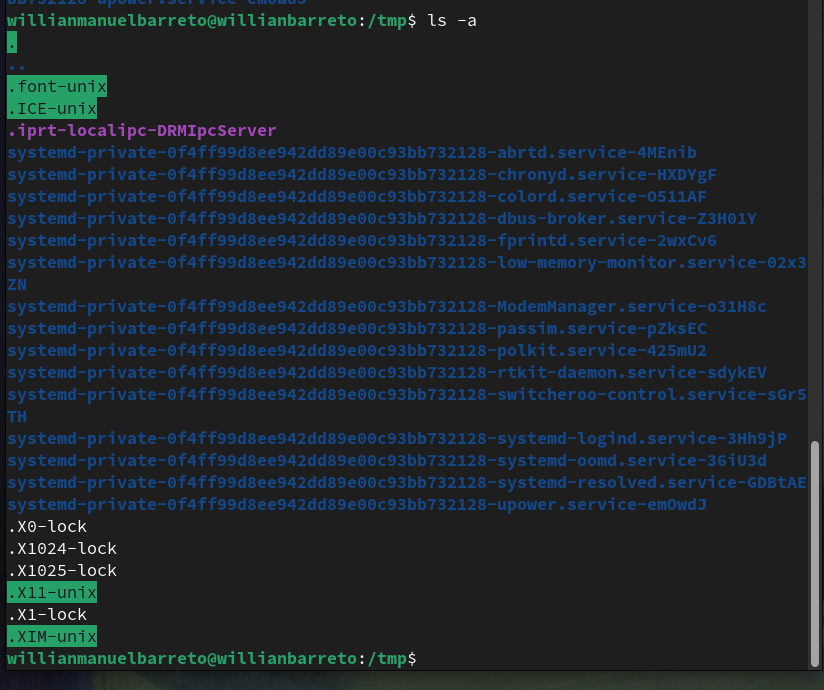 willianmanuelbarreto@willianbarreto:/tmp$ ls -a
.
..
.font-unix
.ICE-unix
.iprt-localipc-DRMIpcServer
systemd-private-0f4ff99d8ee942dd89e00c93bb732128-abrtd.service-4MEnib
systemd-private-0f4ff99d8ee942dd89e00c93bb732128-chronyd.service-HXDYgF
systemd-private-0f4ff99d8ee942dd89e00c93bb732128-colord.service-O511AF
systemd-private-0f4ff99d8ee942dd89e00c93bb732128-dbus-broker.service-Z3H01Y
systemd-private-0f4ff99d8ee942dd89e00c93bb732128-fprintd.service-2wxCv6
systemd-private-0f4ff99d8ee942dd89e00c93bb732128-low-memory-monitor.service-02x3
ZN
systemd-private-0f4ff99d8ee942dd89e00c93bb732128-ModemManager.service-o31H8c
systemd-private-0f4ff99d8ee942dd89e00c93bb732128-passim.service-pZksEC
systemd-private-0f4ff99d8ee942dd89e00c93bb732128-polkit.service-425mU2
systemd-private-0f4ff99d8ee942dd89e00c93bb732128-rtkit-daemon.service-sdykEV
systemd-private-0f4ff99d8ee942dd89e00c93bb732128-switcheroo-control.service-sGr5
TH
systemd-private-0f4ff99d8ee942dd89e00c93bb732128-systemd-logind.service-3Hh9jP
systemd-private-0f4ff99d8ee942dd89e00c93bb732128-systemd-oomd.service-36iU3d
systemd-private-0f4ff99d8ee942dd89e00c93bb732128-systemd-resolved.service-GDBtAE
systemd-private-0f4ff99d8ee942dd89e00c93bb732128-upower.service-emOwdJ
.X0-lock
.X1024-lock
.X1025-lock
.X11-unix
.X1-lock
.XIM-unix
willianmanuelbarreto@willianbarreto:/tmp$